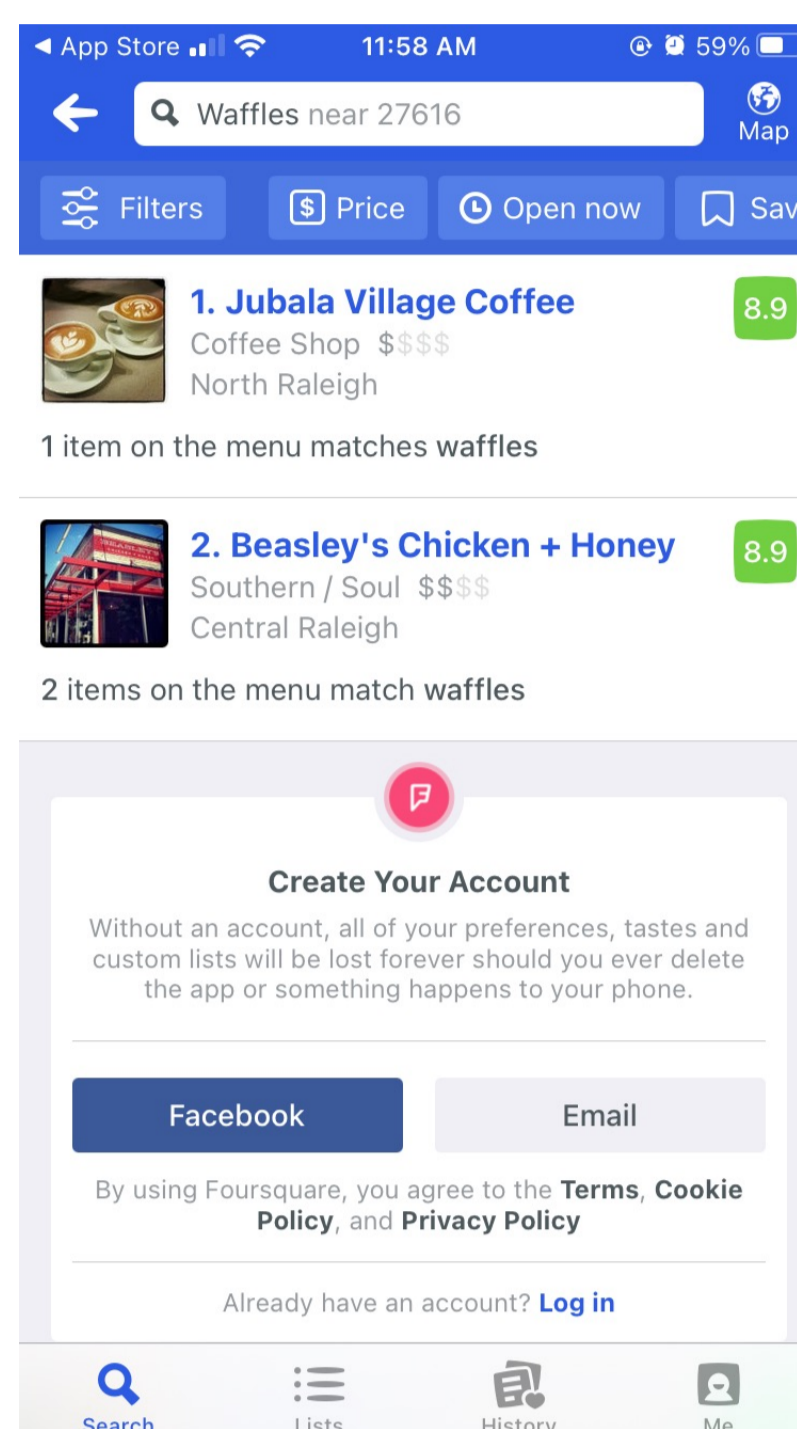 App Store 11:58 AM 59%
Waffles near 27616
Map
Filters $ Price Open now Sav
1. Jubala Village Coffee 8.9
Coffee Shop $$$$
North Raleigh
1 item on the menu matches waffles
BEASLEY'S
2. Beasley's Chicken + Honey 8.9
Southern / Soul $$$$
Central Raleigh
2 items on the menu match waffles
Create Your Account
Without an account, all of your preferences, tastes and
custom lists will be lost forever should you ever delete
the app or something happens to your phone.
Facebook Email
By using Foursquare, you agree to the Terms, Cookie
Policy, and Privacy Policy
Already have an account? Log in
Search Lists History Me